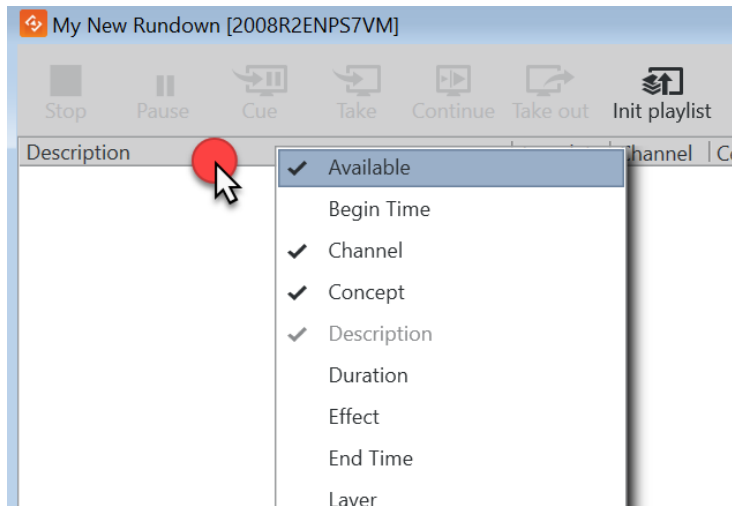 My New Rundown [2008R2ENPS7VM]
Stop Pause Cue Take Continue Take out Init playlist
Description Channel
Available
Begin Time
Channel
Concept
Description
Duration
Effect
End Time
Layer